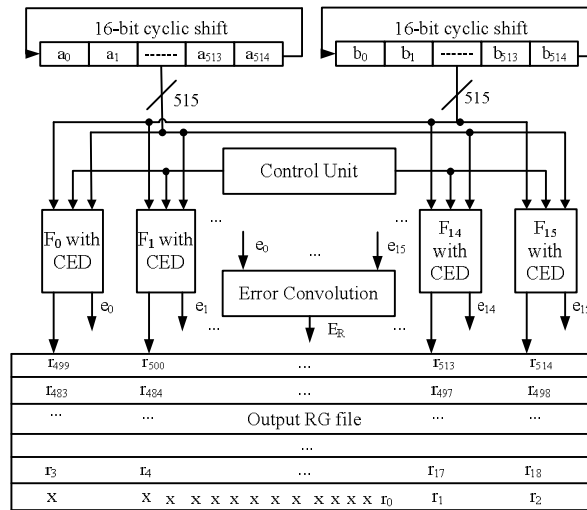 16-bit cyclic shift 16-bit cyclic shift
a0 a1 ------ a513 a514 b0 b1 ------ b513 b514
515 515
Control Unit
F0 with CED F1 with CED ... ... F14 with CED F15 with CED
e0 ... e15
Error Convolution
e0 e1 ... ER ... e14 e15
r499 r500 ... r513 r514
r483 r484 ... r497 r498
... ... Output RG file ... ...
...
r3 r4 ... r17 r18
x x x x x x x x x x x x x r0 r1 r2